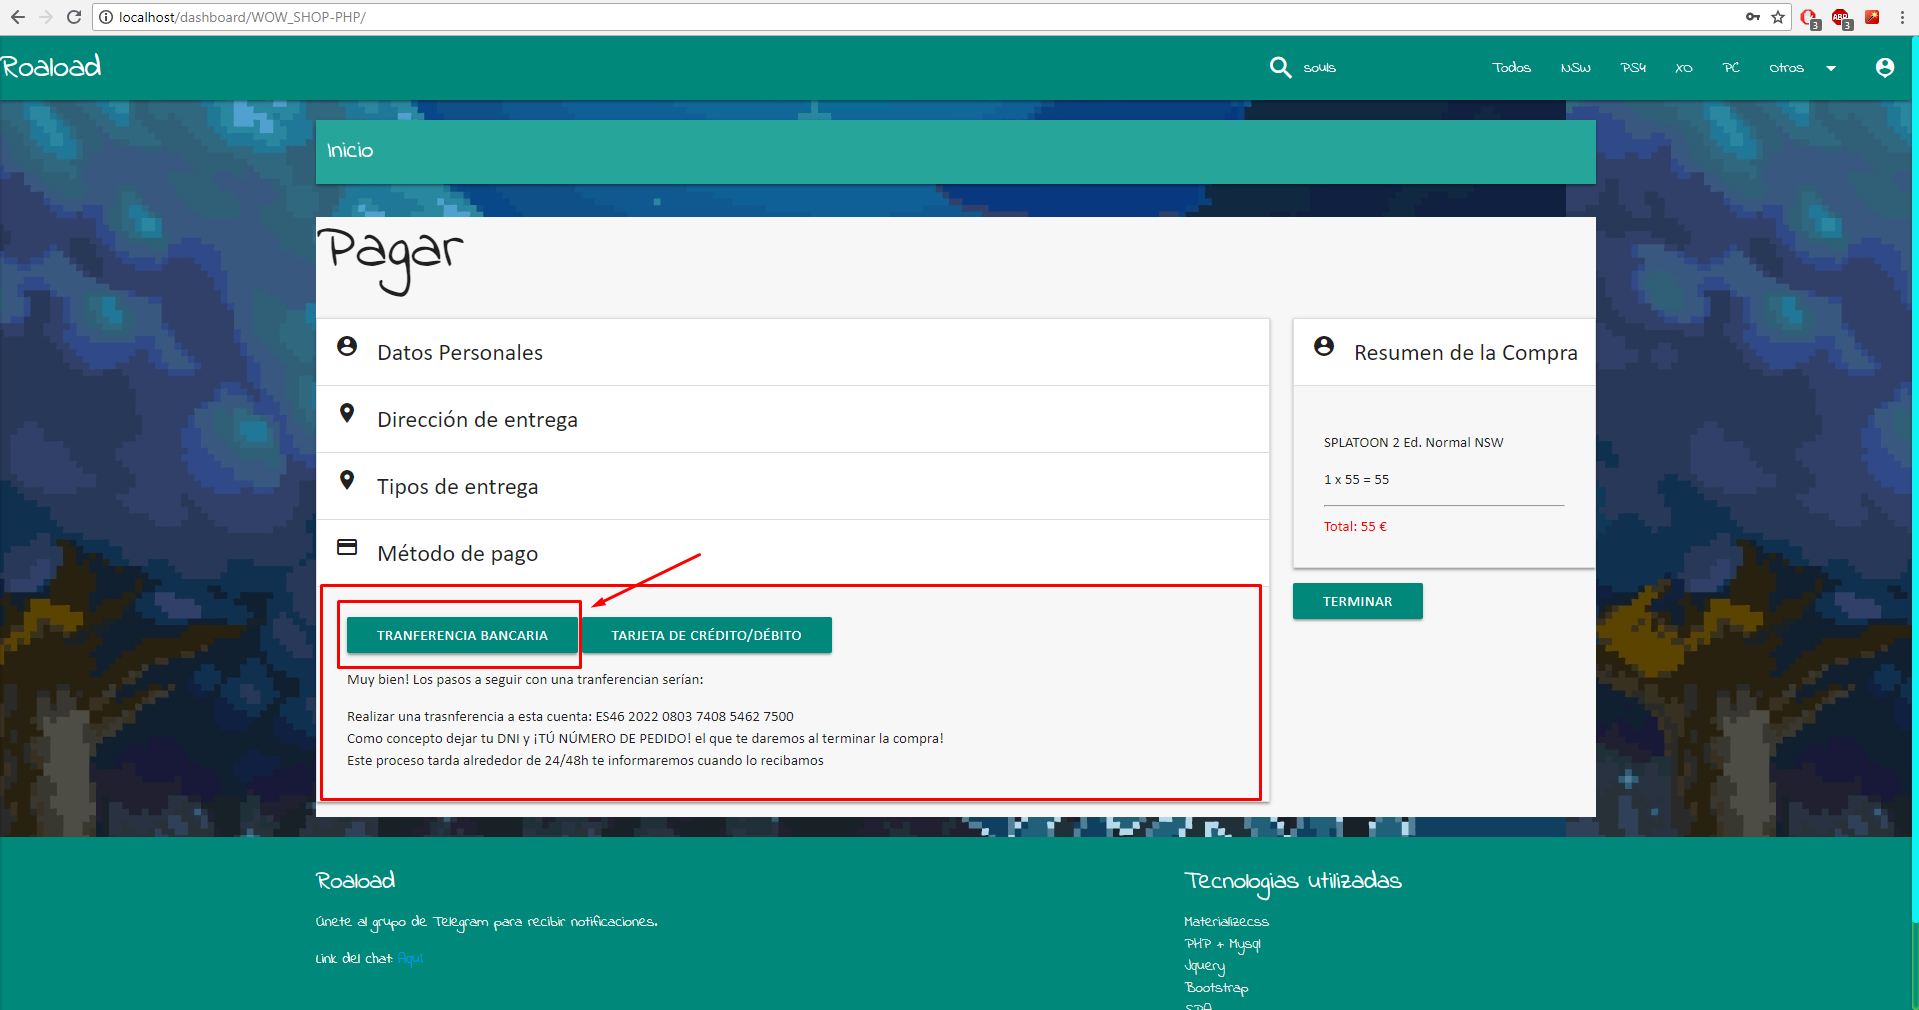 localhost/dashboard/WOW_SHOP-PHP/
3
ABP
3
Roaload
souls
Todos
NSW
PS4
XO
PC
Otros
Inicio
Pagar
Datos Personales
Dirección de entrega
Tipos de entrega
Método de pago
TRANFERENCIA BANCARIA
TARJETA DE CRÉDITO/DÉBITO
Muy bien! Los pasos a seguir con una tranferencian serían:
Realizar una trasnferencia a esta cuenta: ES46 2022 0803 7408 5462 7500
Como concepto dejar tu DNI y ¡TÚ NÚMERO DE PEDIDO! el que te daremos al terminar la compra!
Este proceso tarda alrededor de 24/48h te informaremos cuando lo recibamos
Resumen de la Compra
SPLATOON 2 Ed. Normal NSW
1 x 55 = 55
Total: 55 €
TERMINAR
Roaload
Únete al grupo de Telegram para recibir notificaciones.
Link del chat: Aquí
Tecnologias utilizadas
Materializecss
PHP + Mysql
Jquery
Bootstrap
SPA